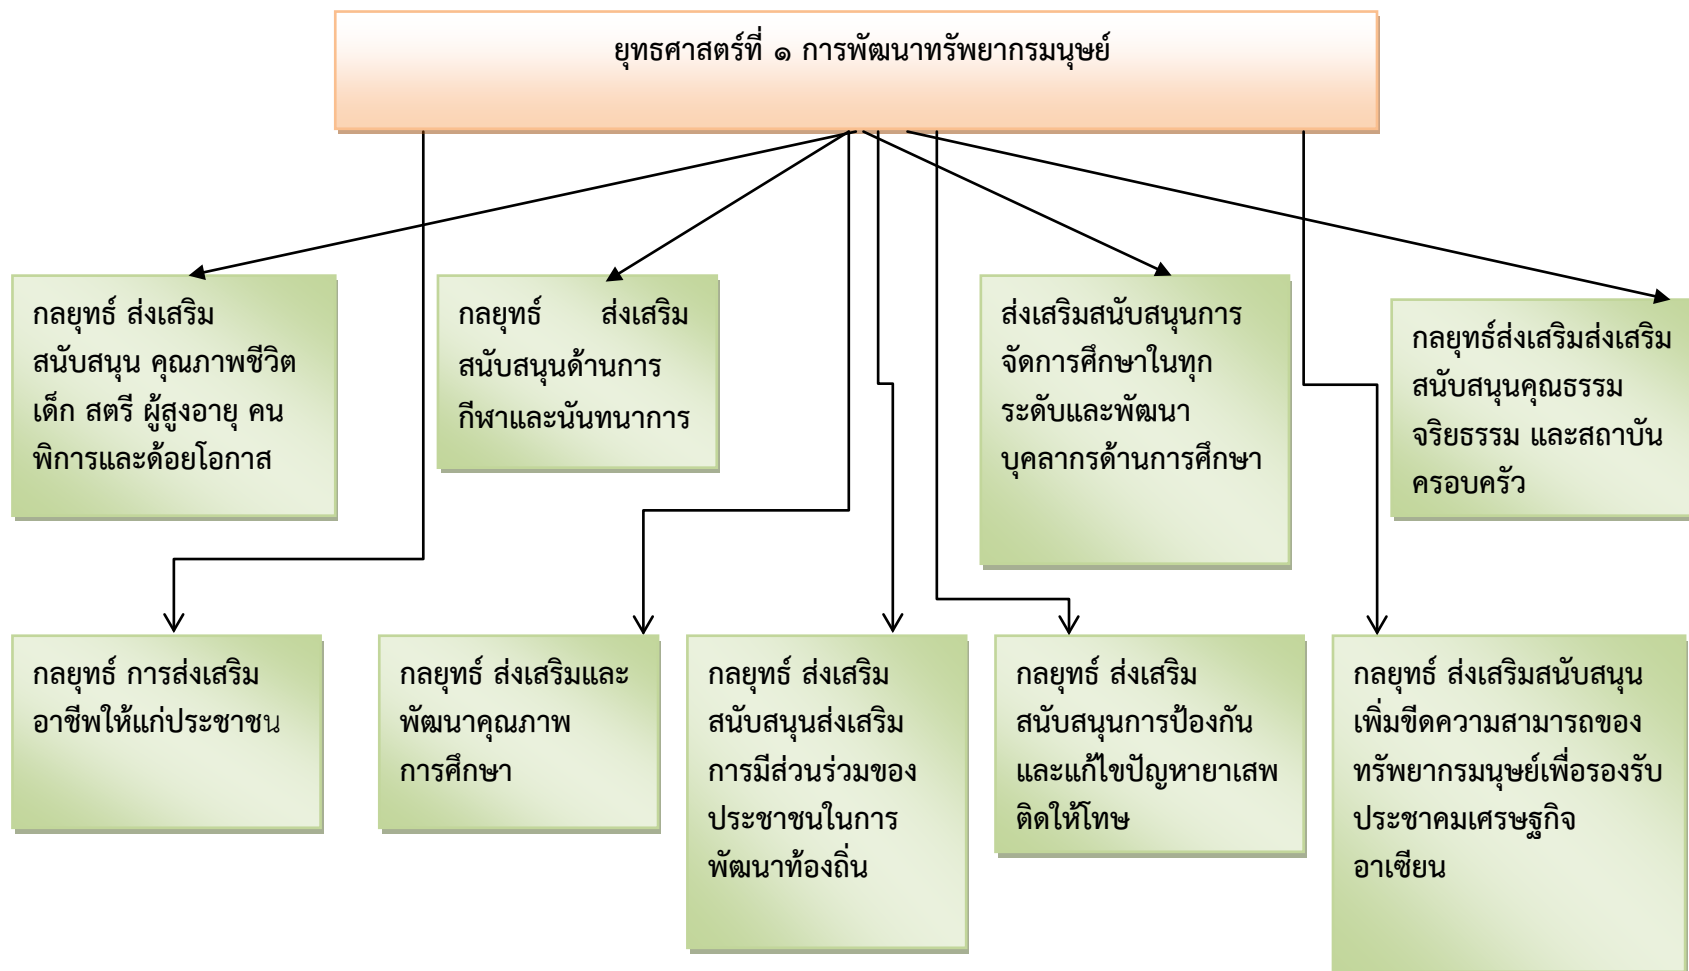 ยุทธศาสตร์ที่ ๑ การพัฒนาทรัพยากรมนุษย์
กลยุทธ์ ส่งเสริม
สนับสนุน คุณภาพชีวิต
เด็ก สตรี ผู้สูงอายุ คน
พิการและด้อยโอกาส
กลยุทธ์ ส่งเสริม
สนับสนุนด้านการ
กีฬาและนันทนาการ
ส่งเสริมสนับสนุนการ
จัดการศึกษาในทุก
ระดับและพัฒนา
บุคลากรด้านการศึกษา
กลยุทธ์ส่งเสริมส่งเสริม
สนับสนุนคุณธรรม
จริยธรรม และสถาบัน
ครอบครัว
กลยุทธ์ การส่งเสริม
อาชีพให้แก่ประชาชน
กลยุทธ์ ส่งเสริมและ
พัฒนาคุณภาพ
การศึกษา
กลยุทธ์ ส่งเสริม
สนับสนุนส่งเสริม
การมีส่วนร่วมของ
ประชาชนในการ
พัฒนาท้องถิ่น
กลยุทธ์ ส่งเสริม
สนับสนุนการป้องกัน
และแก้ไขปัญหายาเสพ
ติดให้โทษ
กลยุทธ์ ส่งเสริมสนับสนุน
เพิ่มขีดความสามารถของ
ทรัพยากรมนุษย์เพื่อรองรับ
ประชาคมเศรษฐกิจ
อาเซียน